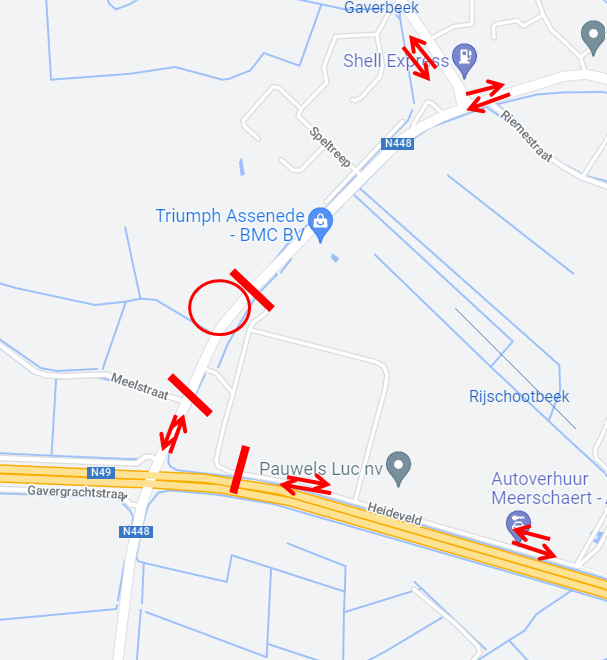 Gaverbeek
Shell Express
Riemestraat
N448
Speltreep
Triumph Assenede
- BMC BV
Meelstraat
Rijschootbeek
N49
Pauwels Luc nv
Gavergrachtstraa
Heideveld
Autoverhuur
Meerschaert -
N448